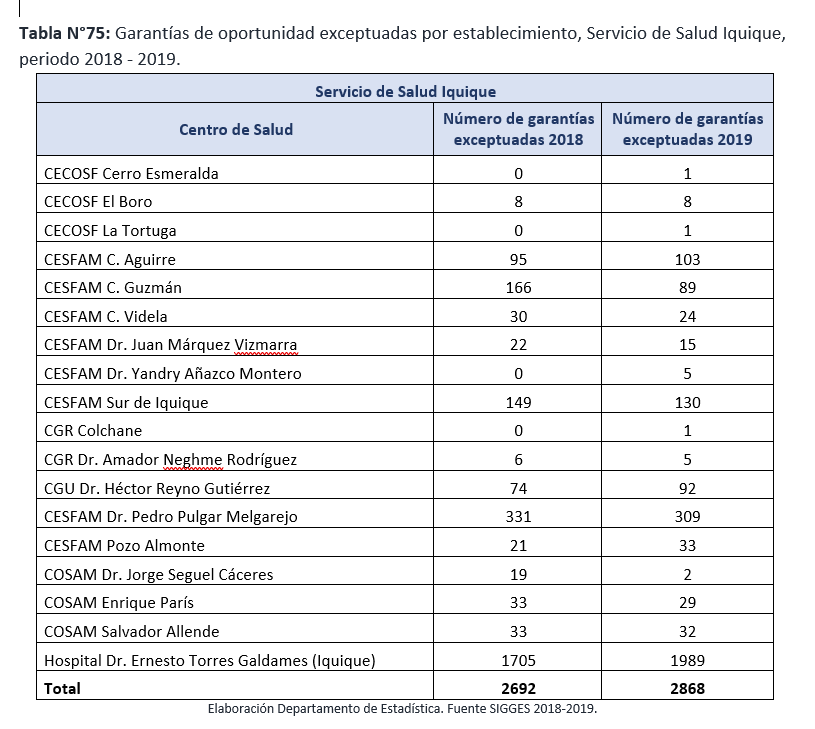 Tabla N°75: Garantías de oportunidad exceptuadas por establecimiento, Servicio de Salud Iquique,
periodo 2018 - 2019.
Servicio de Salud Iquique
Centro de Salud Número de garantías exceptuadas 2018 Número de garantías exceptuadas 2019
CECOSF Cerro Esmeralda 0 1
CECOSF El Boro 8 8
CECOSF La Tortuga 0 1
CESFAM C. Aguirre 95 103
CESFAM C. Guzmán 166 89
CESFAM C. Videla 30 24
CESFAM Dr. Juan Márquez Vizmarra 22 15
CESFAM Dr. Yandry Añazco Montero 0 5
CESFAM Sur de Iquique 149 130
CGR Colchane 0 1
CGR Dr. Amador Neghme Rodríguez 6 5
CGU Dr. Héctor Reyno Gutiérrez 74 92
CESFAM Dr. Pedro Pulgar Melgarejo 331 309
CESFAM Pozo Almonte 21 33
COSAM Dr. Jorge Seguel Cáceres 19 2
COSAM Enrique París 33 29
COSAM Salvador Allende 33 32
Hospital Dr. Ernesto Torres Galdames (Iquique) 1705 1989
Total 2692 2868
Elaboración Departamento de Estadística. Fuente SIGGES 2018-2019.